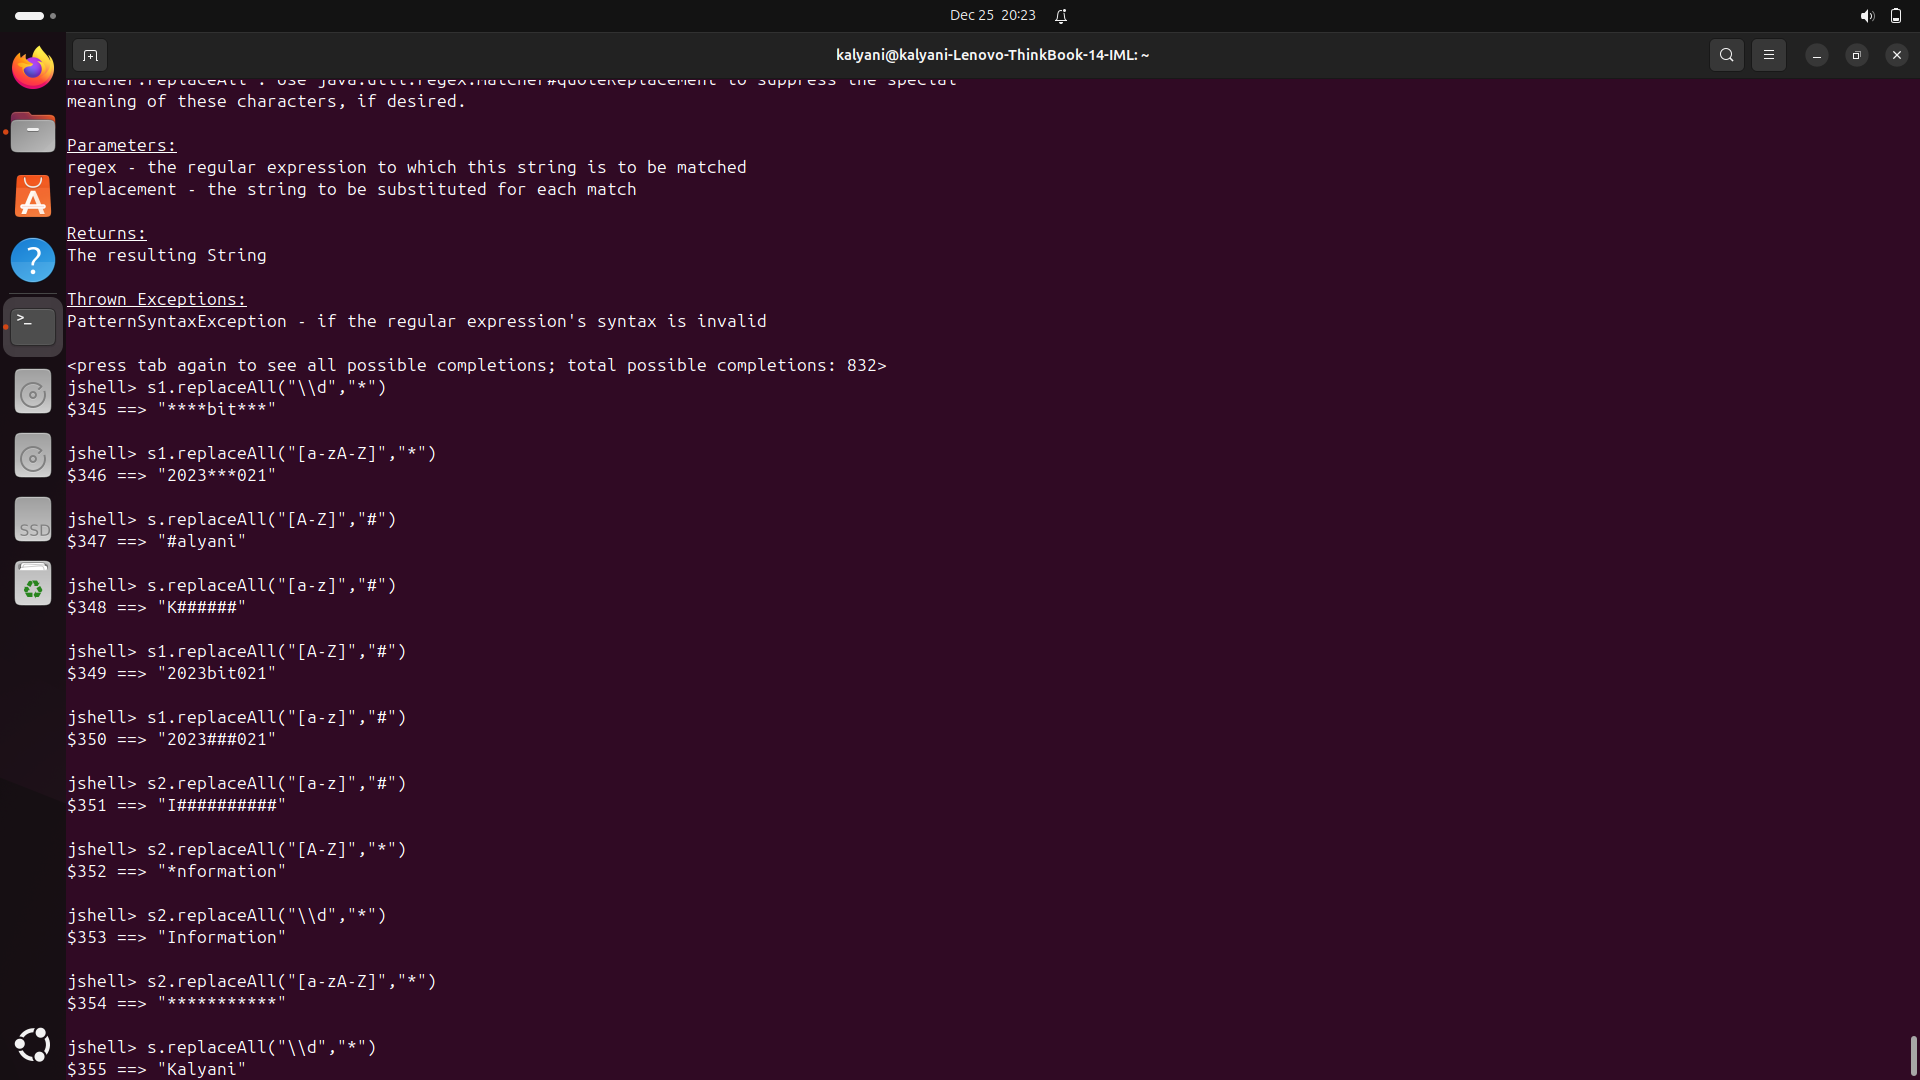 Dec 25 20:23
kalyani@kalyani-Lenovo-ThinkBook-14-IML: ~
Matcher.replaceAll . Use java.util.regex.Matcher#quoteReplacement to suppress the special
meaning of these characters, if desired.
Parameters:
regex - the regular expression to which this string is to be matched
replacement - the string to be substituted for each match
Returns:
The resulting String
Thrown Exceptions:
PatternSyntaxException - if the regular expression's syntax is invalid
<press tab again to see all possible completions; total possible completions: 832>
jshell> s1.replaceAll("\\d","*")
$345 ==> "****bit***"
jshell> s1.replaceAll("[a-zA-Z]","*")
$346 ==> "2023***021"
jshell> s.replaceAll("[A-Z]","#")
$347 ==> "#alyani"
jshell> s.replaceAll("[a-z]","#")
$348 ==> "K######"
jshell> s1.replaceAll("[A-Z]","#")
$349 ==> "2023bit021"
jshell> s1.replaceAll("[a-z]","#")
$350 ==> "2023###021"
jshell> s2.replaceAll("[a-z]","#")
$351 ==> "I##########"
jshell> s2.replaceAll("[A-Z]","*")
$352 ==> "*nformation"
jshell> s2.replaceAll("\\d","*")
$353 ==> "Information"
jshell> s2.replaceAll("[a-zA-Z]","*")
$354 ==> "***********"
jshell> s.replaceAll("\\d","*")
$355 ==> "Kalyani"
SSD